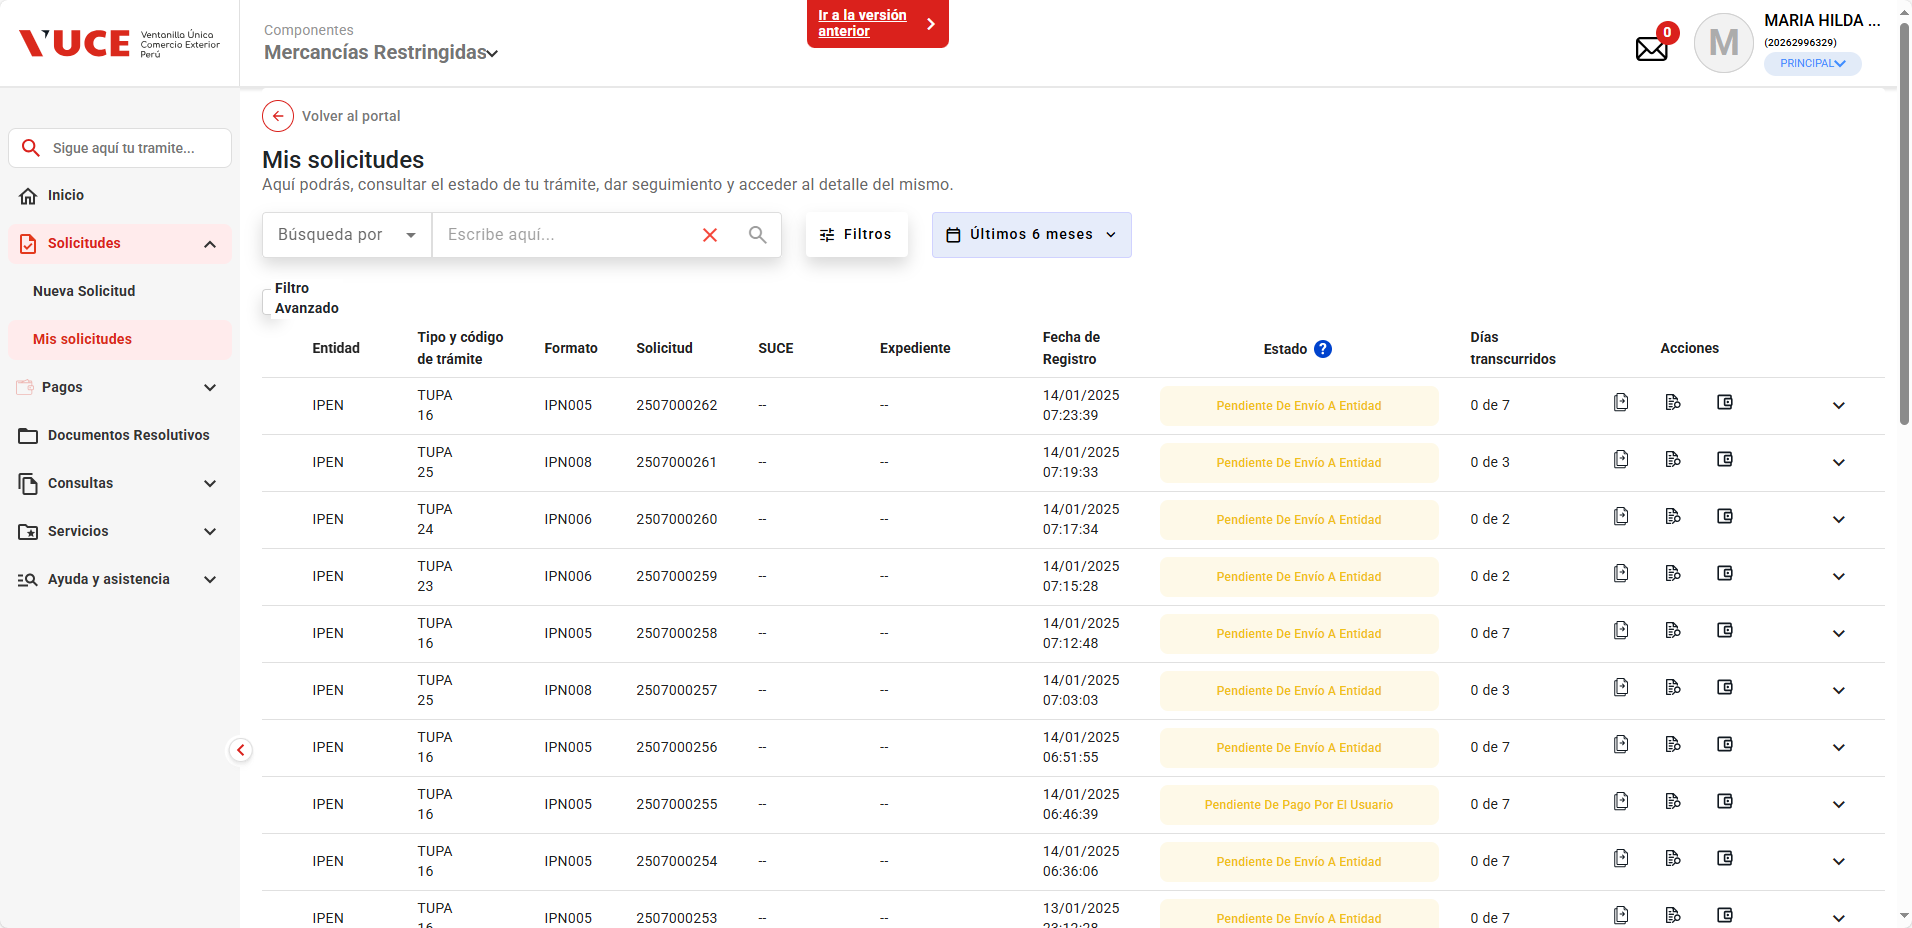 VUCE
Ventanilla Única
Comercio Exterior
Perú
Componentes
Mercancías Restringidas
Ir a la versión
anterior
0
M
MARIA HILDA ...
(20262996329)
PRINCIPAL
Sigue aquí tu tramite...
Inicio
Solicitudes
Nueva Solicitud
Mis solicitudes
Pagos
Documentos Resolutivos
Consultas
Servicios
Ayuda y asistencia
Volver al portal
Mis solicitudes
Aquí podrás, consultar el estado de tu trámite, dar seguimiento y acceder al detalle del mismo.
Búsqueda por
Escribe aquí...
Filtros
Últimos 6 meses
Filtro
Avanzado
Entidad Tipo y código de trámite Formato Solicitud SUCE Expediente Fecha de Registro Estado ? Días transcurridos Acciones
IPEN TUPA 16 IPN005 2507000262 -- -- 14/01/2025 07:23:39 Pendiente De Envío A Entidad 0 de 7
IPEN TUPA 25 IPN008 2507000261 -- -- 14/01/2025 07:19:33 Pendiente De Envío A Entidad 0 de 3
IPEN TUPA 24 IPN006 2507000260 -- -- 14/01/2025 07:17:34 Pendiente De Envío A Entidad 0 de 2
IPEN TUPA 23 IPN006 2507000259 -- -- 14/01/2025 07:15:28 Pendiente De Envío A Entidad 0 de 2
IPEN TUPA 16 IPN005 2507000258 -- -- 14/01/2025 07:12:48 Pendiente De Envío A Entidad 0 de 7
IPEN TUPA 25 IPN008 2507000257 -- -- 14/01/2025 07:03:03 Pendiente De Envío A Entidad 0 de 3
IPEN TUPA 16 IPN005 2507000256 -- -- 14/01/2025 06:51:55 Pendiente De Envío A Entidad 0 de 7
IPEN TUPA 16 IPN005 2507000255 -- -- 14/01/2025 06:46:39 Pendiente De Pago Por El Usuario 0 de 7
IPEN TUPA 16 IPN005 2507000254 -- -- 14/01/2025 06:36:06 Pendiente De Envío A Entidad 0 de 7
IPEN TUPA 16 IPN005 2507000253 -- -- 13/01/2025 Pendiente De Envío A Entidad 0 de 7